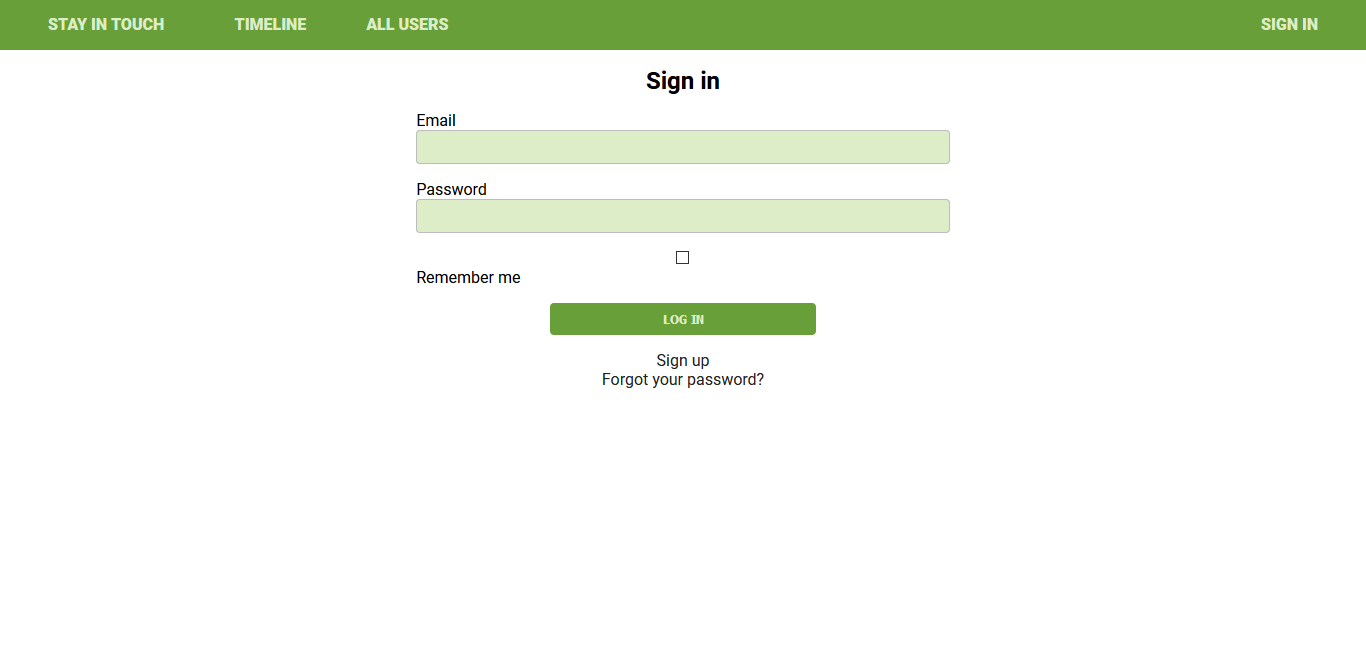 STAY IN TOUCH TIMELINE ALL USERS SIGN IN
Sign in
Email
Password
Remember me
LOG IN
Sign up
Forgot your password?